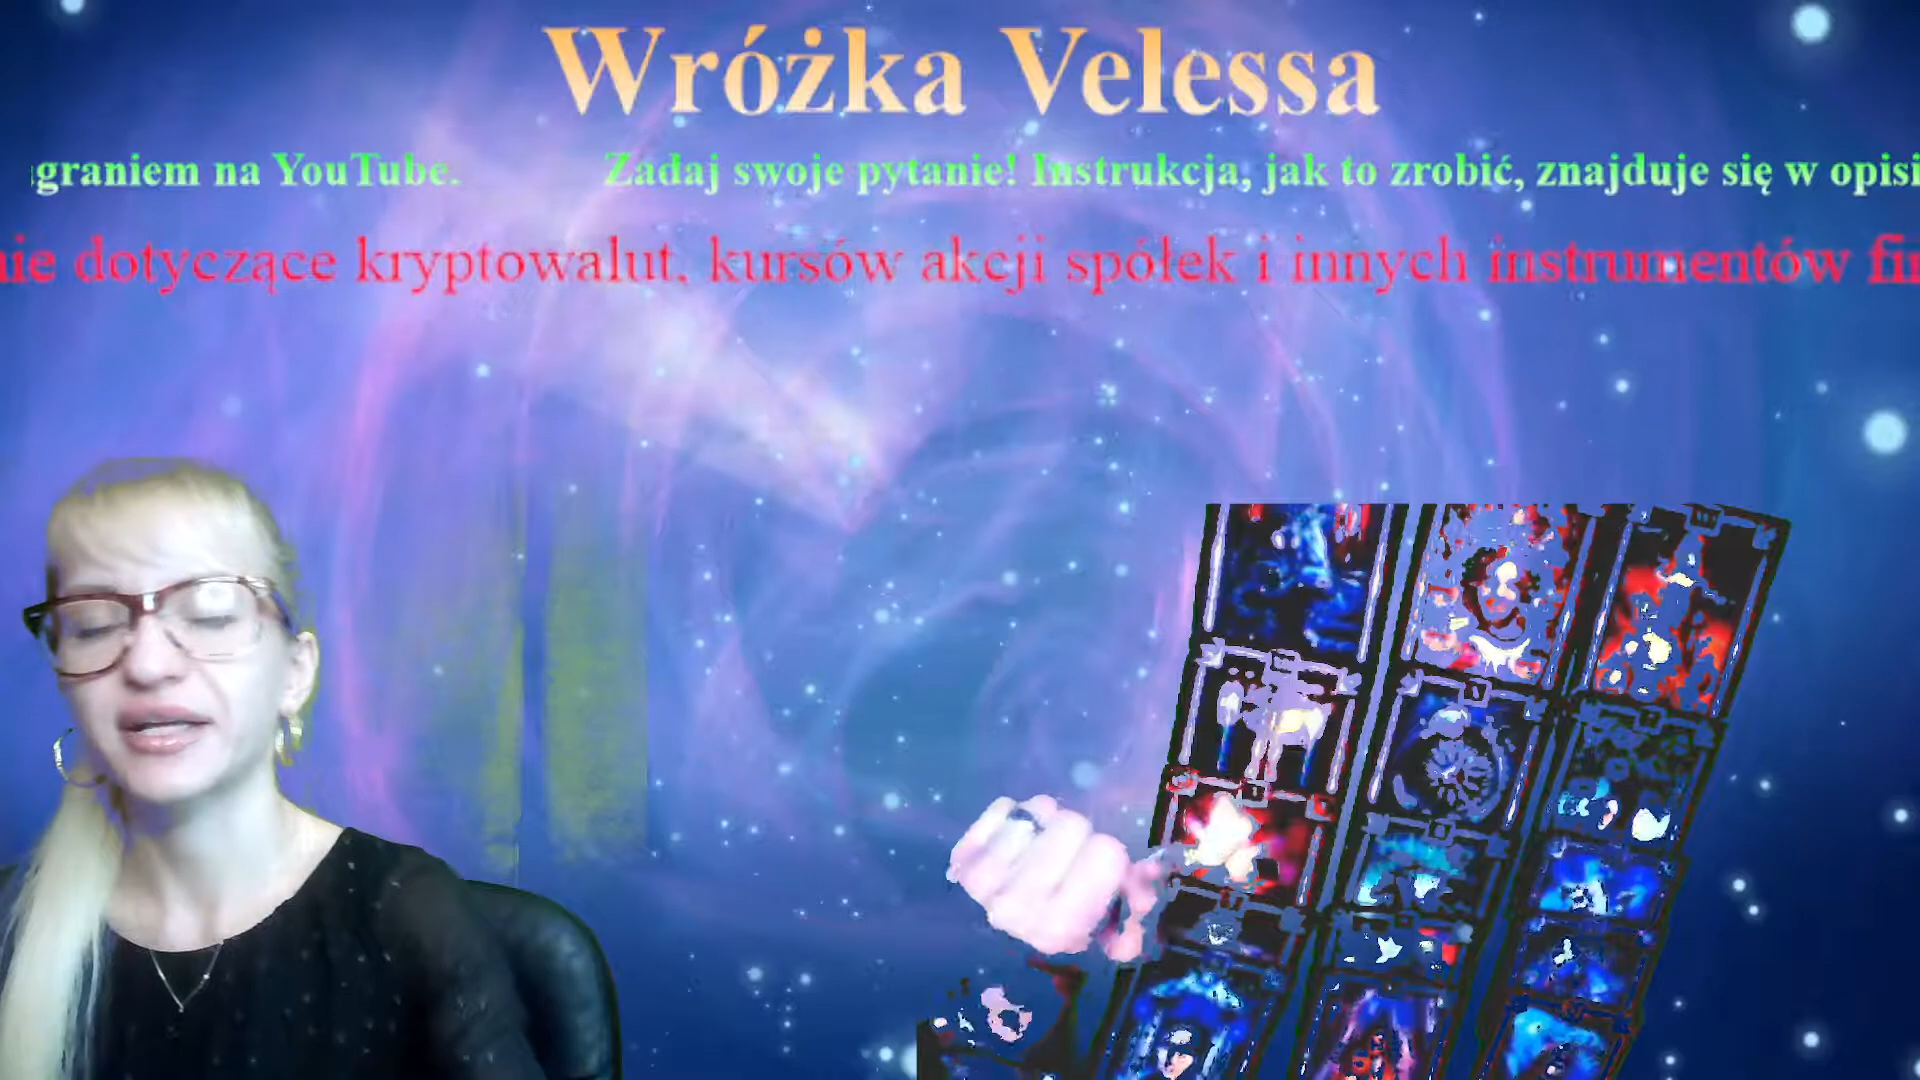 Wróżka Velessa
graniem na YouTube. Zadaj swoje pytanie! Instrukcja, jak to zrobić, znajduje się w opisi
nie dotyczące kryptowalut, kursów akcji spółek i innych instrumentów fin